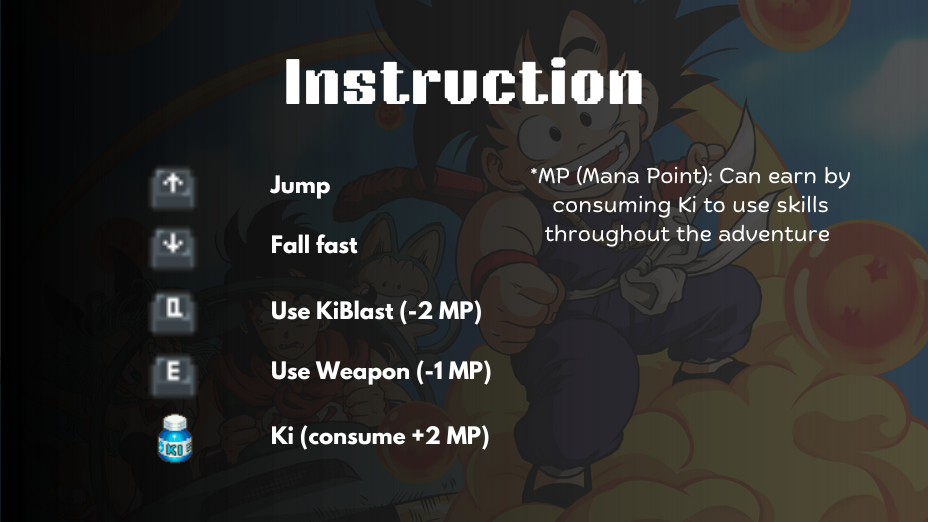 Instruction
Jump
Fall fast
Q
Use KiBlast (-2 MP)
E
Use Weapon (-1 MP)
KI
Ki (consume +2 MP)
*MP (Mana Point): Can earn by
consuming Ki to use skills
throughout the adventure